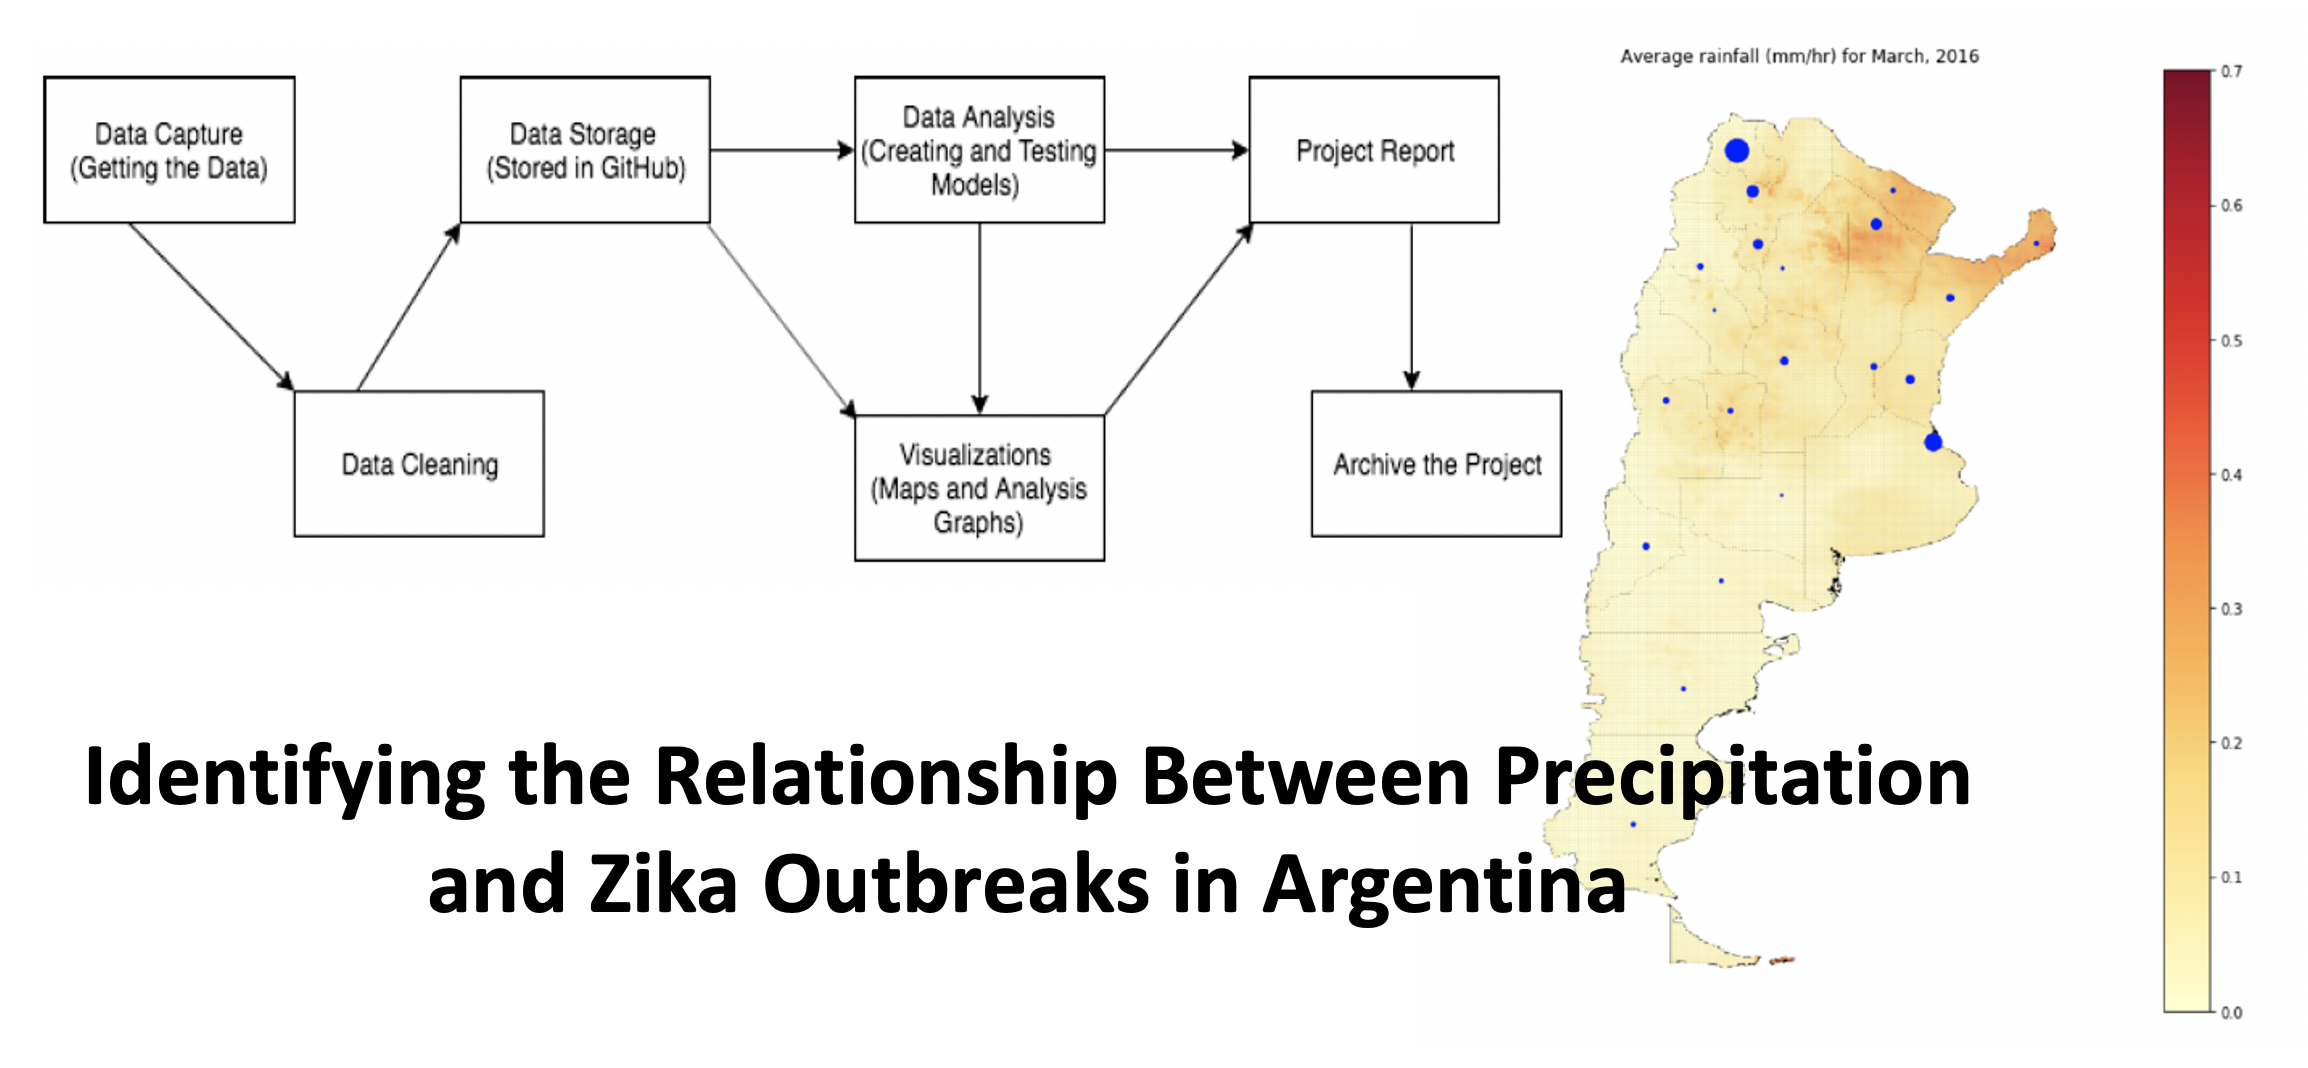 Average rainfall (mm/hr) for March, 2016
Data Capture
(Getting the Data)
Data Storage
(Stored in GitHub)
Data Analysis
(Creating and Testing
Models)
Project Report
Data Cleaning
Visualizations
(Maps and Analysis
Graphs)
Archive the Project
0.7
0.6
0.5
0.4
0.3
0.2
0.1
0.0
Identifying the Relationship Between Precipitation
and Zika Outbreaks in Argentina